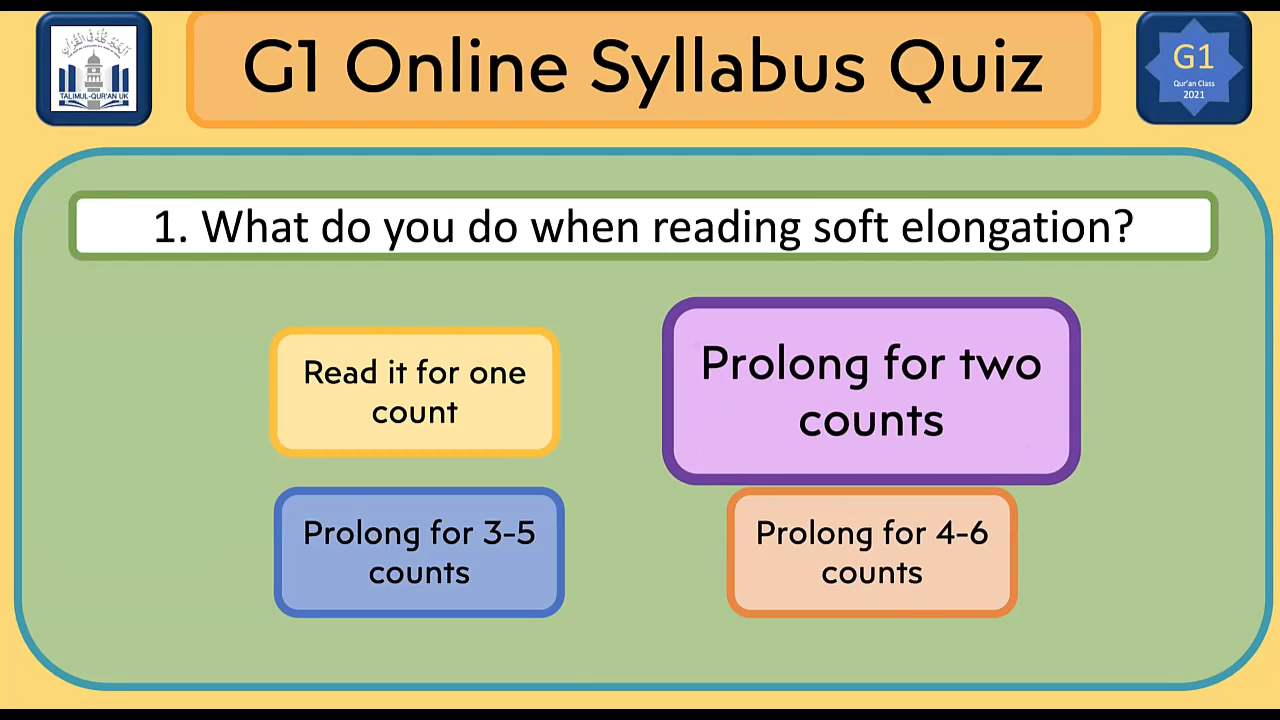 G1 Online Syllabus Quiz
TALIMUL-QUR'AN UK
G1
Qur'an Class
2021
1. What do you do when reading soft elongation?
Read it for one
count
Prolong for two
counts
Prolong for 3-5
counts
Prolong for 4-6
counts